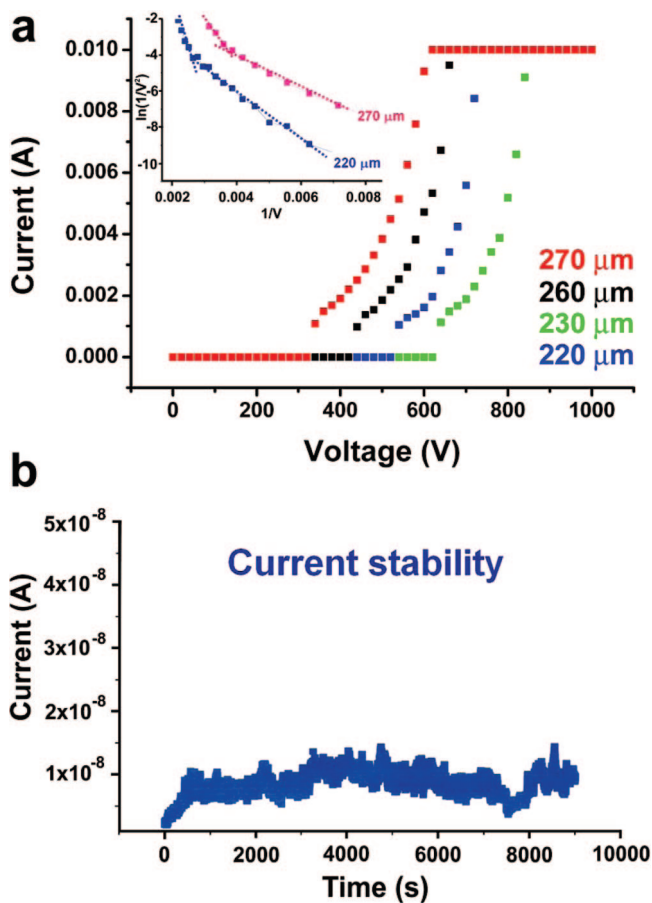 a
-2
-4
-6
-8
-10
ln(1/V²)
270 μm
220 μm
0.002 0.004 0.006 0.008
1/V
0.010
0.008
0.006
0.004
0.002
0.000
Current (A)
270 μm
260 μm
230 μm
220 μm
0 200 400 600 800 1000
Voltage (V)
b
5x10⁻⁸
4x10⁻⁸
3x10⁻⁸
2x10⁻⁸
1x10⁻⁸
Current (A)
Current stability
0 2000 4000 6000 8000 10000
Time (s)